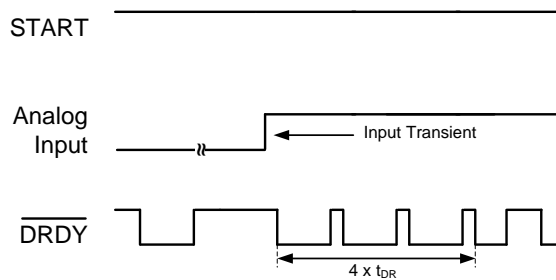 START
Analog
Input
Input Transient
DRDY
4 x tDR